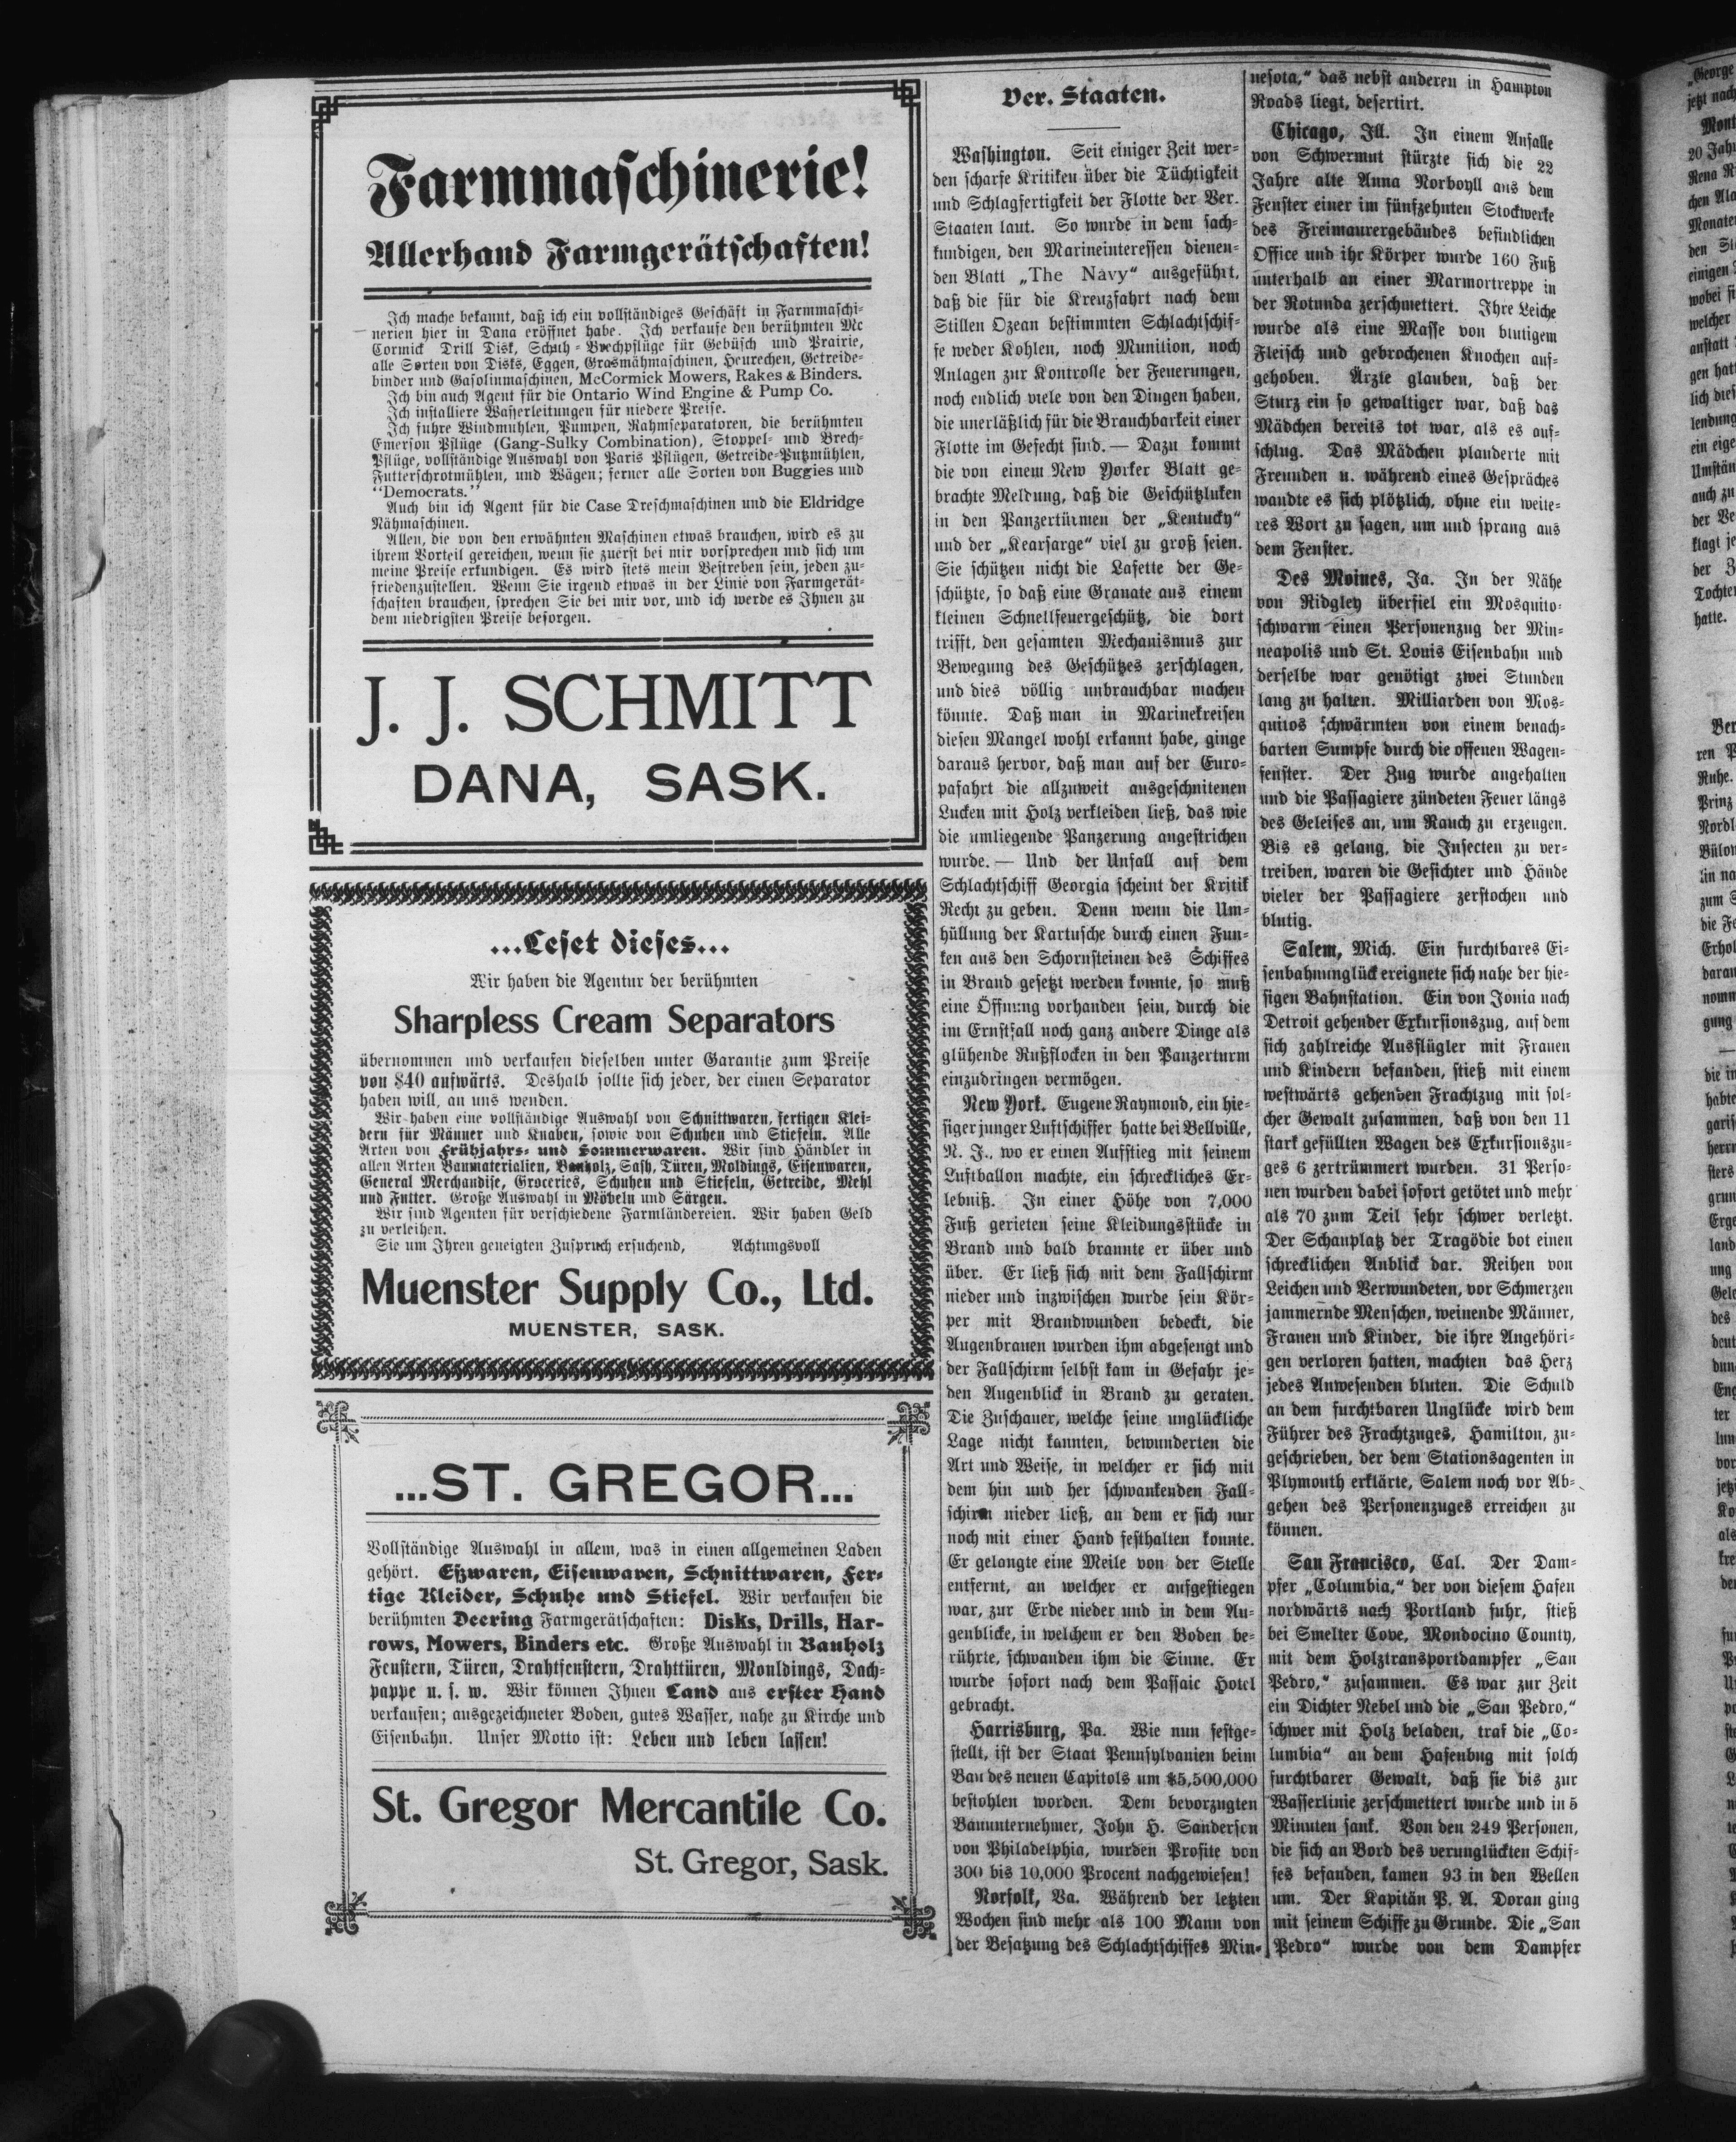 Farmmaschinerie!
Allerhand Farmgerätschaften!
Ich mache bekannt, daß ich ein vollständiges Geschäft in Farmmaschi-
nerien hier in Dana eröffnet habe. Ich verkaufe den berühmten Mc
Cormick Drill Disk, Schuh-Brechpflüge für Gebüsch und Prairie,
alle Sorten von Disks, Eggen, Grasmähmaschinen, Heurechen, Getreide-
binder und Gasolinmaschinen, McCormick Mowers, Rakes & Binders.
Ich bin auch Agent für die Ontario Wind Engine & Pump Co.
Ich installiere Wasserleitungen für niedere Preise.
Ich fuhre Windmuhlen, Pumpen, Rahmseparatoren, die berühmten
Emerson Pflüge (Gang-Sulky Combination), Stoppel- und Brech-
Pflüge, vollständige Auswahl von Paris Pflügen, Getreide-Putzmühlen,
Futterschrotmühlen, und Wägen; ferner alle Sorten von Buggies und
"Democrats."
Auch bin ich Agent für die Case Dreschmaschinen und die Eldridge
Nähmaschinen.
Allen, die von den erwähnten Maschinen etwas brauchen, wird es zu
ihrem Vorteil gereichen, wenn sie zuerst bei mir vorsprechen und sich um
meine Preise erkundigen. Es wird stets mein Bestreben sein, jeden zu-
friedenzustellen. Wenn Sie irgend etwas in der Linie von Farmgerät-
schaften brauchen, sprechen Sie bei mir vor, und ich werde es Ihnen zu
dem niedrigsten Preise besorgen.
J. J. SCHMITT
DANA, SASK.
...Leset dieses...
Wir haben die Agentur der berühmten
Sharpless Cream Separators
übernommen und verkaufen dieselben unter Garantie zum Preise
von $40 aufwärts. Deshalb sollte sich jeder, der einen Separator
haben will, an uns wenden.
Wir haben eine vollständige Auswahl von Schnittwaren, fertigen Klei-
dern für Männer und Knaben, sowie von Schuhen und Stiefeln. Alle
Arten von Frühjahrs- und Sommerwaren. Wir sind Händler in
allen Arten Baumaterialien, Bauholz, Sash, Türen, Moldings, Eisenwaren,
General Merchandise, Groceries, Schuhen und Stiefeln, Getreide, Mehl
und Futter. Große Auswahl in Möbeln und Särgen.
Wir sind Agenten für verschiedene Farmländereien. Wir haben Geld
zu verleihen.
Sie um Ihren geneigten Zuspruch ersuchend, Achtungsvoll
Muenster Supply Co., Ltd.
MUENSTER, SASK.
...ST. GREGOR...
Vollständige Auswahl in allem, was in einen allgemeinen Laden
gehört. Eßwaren, Eisenwaren, Schnittwaren, Fer-
tige Kleider, Schuhe und Stiefel. Wir verkaufen die
berühmten Deering Farmgerätschaften: Disks, Drills, Har-
rows, Mowers, Binders etc. Große Auswahl in Bauholz
Fenstern, Türen, Drahtfenstern, Drahttüren, Mouldings, Dach-
pappe u. s. w. Wir können Ihnen Land aus erster Hand
verkaufen; ausgezeichneter Boden, gutes Wasser, nahe zu Kirche und
Eisenbahn. Unser Motto ist: Leben und leben lassen!
St. Gregor Mercantile Co.
St. Gregor, Sask.
Ver. Staaten.
Washington. Seit einiger Zeit wer-
den scharfe Kritiken über die Tüchtigkeit
und Schlagfertigkeit der Flotte der Ver.
Staaten laut. So wurde in dem sach-
kundigen, den Marineinteressen dienen-
den Blatt „The Navy" ausgeführt,
daß die für die Kreuzfahrt nach dem
Stillen Ozean bestimmten Schlachtschif-
fe weder Kohlen, noch Munition, noch
Anlagen zur Kontrolle der Feuerungen,
noch endlich viele von den Dingen haben,
die unerläßlich für die Brauchbarkeit einer
Flotte im Gefecht sind. — Dazu kommt
die von einem New Yorker Blatt ge-
brachte Meldung, daß die Geschützluken
in den Panzertürmen der „Kentucky"
und der „Kearsarge" viel zu groß seien.
Sie schützen nicht die Lafette der Ge-
schütze, so daß eine Granate aus einem
kleinen Schnellfeuergeschütz, die dort
trifft, den gesamten Mechanismus zur
Bewegung des Geschützes zerschlagen,
und dies völlig unbrauchbar machen
könnte. Daß man in Marinekreisen
diesen Mangel wohl erkannt habe, ginge
daraus hervor, daß man auf der Euro-
pafahrt die allzuweit ausgeschnitenen
Lucken mit Holz verkleiden ließ, das wie
die umliegende Panzerung angestrichen
wurde. — Und der Unfall auf dem
Schlachtschiff Georgia scheint der Kritik
Recht zu geben. Denn wenn die Um-
hüllung der Kartusche durch einen Fun-
ken aus den Schornsteinen des Schiffes
in Brand gesetzt werden konnte, so muß
eine Öffnung vorhanden sein, durch die
im Ernstfall noch ganz andere Dinge als
glühende Rußflocken in den Panzerturm
einzudringen vermögen.
New York. Eugene Raymond, ein hie-
siger junger Luftschiffer hatte bei Bellville,
N. J., wo er einen Aufstieg mit seinem
Luftballon machte, ein schreckliches Er-
lebniß. In einer Höhe von 7,000
Fuß gerieten seine Kleidungsstücke in
Brand und bald brannte er über und
über. Er ließ sich mit dem Fallschirm
nieder und inzwischen wurde sein Kör-
per mit Brandwunden bedeckt, die
Augenbrauen wurden ihm abgesengt und
der Fallschirm selbst kam in Gefahr je-
den Augenblick in Brand zu geraten.
Die Zuschauer, welche seine unglückliche
Lage nicht kannten, bewunderten die
Art und Weise, in welcher er sich mit
dem hin und her schwankenden Fall-
schirm nieder ließ, an dem er sich nur
noch mit einer Hand festhalten konnte.
Er gelangte eine Meile von der Stelle
entfernt, an welcher er aufgestiegen
war, zur Erde nieder und in dem Au-
genblicke, in welchem er den Boden be-
rührte, schwanden ihm die Sinne. Er
wurde sofort nach dem Passaic Hotel
gebracht.
Harrisburg, Pa. Wie nun festge-
stellt, ist der Staat Pennsylvanien beim
Bau des neuen Capitols um $5,500,000
bestohlen worden. Dem bevorzugten
Bauunternehmer, John H. Sanderson
von Philadelphia, wurden Profite von
300 bis 10,000 Procent nachgewiesen!
Norfolk, Va. Während der letzten
Wochen sind mehr als 100 Mann von
der Besatzung des Schlachtschiffes Min-
nesota," das nebst anderen in Hampton
Roads liegt, desertirt.
Chicago, Ill. In einem Anfalle
von Schwermut stürzte sich die 22
Jahre alte Anna Norboyll aus dem
Fenster einer im fünfzehnten Stockwerke
des Freimaurergebäudes befindlichen
Office und ihr Körper wurde 160 Fuß
unterhalb an einer Marmortreppe in
der Rotunda zerschmettert. Ihre Leiche
wurde als eine Masse von blutigem
Fleisch und gebrochenen Knochen auf-
gehoben. Ärzte glauben, daß der
Sturz ein so gewaltiger war, daß das
Mädchen bereits tot war, als es auf-
schlug. Das Mädchen plauderte mit
Freunden u. während eines Gespräches
wandte es sich plötzlich, ohne ein weite-
res Wort zu sagen, um und sprang aus
dem Fenster.
Des Moines, Ja. In der Nähe
von Ridgley überfiel ein Mosquito-
schwarm einen Personenzug der Min-
neapolis und St. Louis Eisenbahn und
derselbe war genötigt zwei Stunden
lang zu halten. Milliarden von Mos-
quitos schwärmten von einem benach-
barten Sumpfe durch die offenen Wagen-
fenster. Der Zug wurde angehalten
und die Passagiere zündeten Feuer längs
des Geleises an, um Rauch zu erzeugen.
Bis es gelang, die Insecten zu ver-
treiben, waren die Gesichter und Hände
vieler der Passagiere zerstochen und
blutig.
Salem, Mich. Ein furchtbares Ei-
senbahnunglück ereignete sich nahe der hie-
sigen Bahnstation. Ein von Jonia nach
Detroit gehender Exkursionszug, auf dem
sich zahlreiche Ausflügler mit Frauen
und Kindern befanden, stieß mit einem
westwärts gehenden Frachtzug mit sol-
cher Gewalt zusammen, daß von den 11
stark gefüllten Wagen des Exkursionszu-
ges 6 zertrümmert wurden. 31 Perso-
nen wurden dabei sofort getötet und mehr
als 70 zum Teil sehr schwer verletzt.
Der Schauplatz der Tragödie bot einen
schrecklichen Anblick dar. Reihen von
Leichen und Verwundeten, vor Schmerzen
jammernde Menschen, weinende Männer,
Frauen und Kinder, die ihre Angehöri-
gen verloren hatten, machten das Herz
jedes Anwesenden bluten. Die Schuld
an dem furchtbaren Unglücke wird dem
Führer des Frachtzuges, Hamilton, zu-
geschrieben, der dem Stationsagenten in
Plymouth erklärte, Salem noch vor Ab-
gehen des Personenzuges erreichen zu
können.
San Francisco, Cal. Der Dam-
pfer „Columbia," der von diesem Hafen
nordwärts nach Portland fuhr, stieß
bei Smelter Cove, Mondocino County,
mit dem Holztransportdampfer „San
Pedro," zusammen. Es war zur Zeit
ein Dichter Nebel und die „San Pedro,"
schwer mit Holz beladen, traf die „Co-
lumbia" an dem Hafenbug mit solch
furchtbarer Gewalt, daß sie bis zur
Wasserlinie zerschmettert wurde und in 5
Minuten sank. Von den 249 Personen,
die sich an Bord des verunglückten Schif-
fes befanden, kamen 93 in den Wellen
um. Der Kapitän P. A. Doran ging
mit seinem Schiffe zu Grunde. Die „San
Pedro" wurde von dem Dampfer